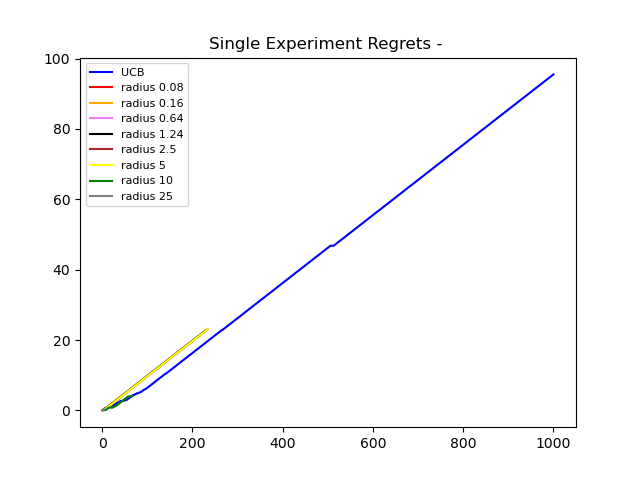 Single Experiment Regrets -
100
80
60
40
20
0
UCB
radius 0.08
radius 0.16
radius 0.64
radius 1.24
radius 2.5
radius 5
radius 10
radius 25
0 200 400 600 800 1000